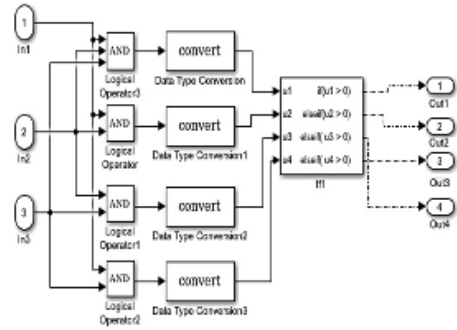 1
In1
AND
Logical
Operator3
convert
Data Type Conversion
2
In2
AND
Logical
Operator
convert
Data Type Conversion1
3
In3
AND
Logical
Operator1
convert
Data Type Conversion2
AND
Logical
Operator2
convert
Data Type Conversion3
u1 if(u1 > 0)
u2 elseif(u2 > 0)
u3 elseif(u3 > 0)
u4 elseif(u4 > 0)
If1
1
Out1
2
Out2
3
Out3
4
Out4